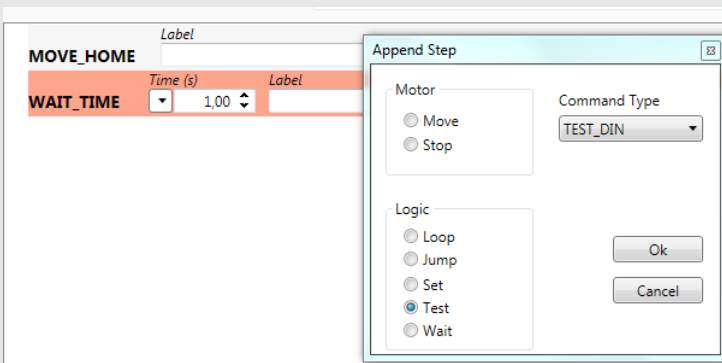 Label
MOVE_HOME
Time (s) Label
WAIT_TIME 1,00
Append Step
Motor
Move
Stop
Command Type
TEST_DIN
Logic
Loop
Jump
Set
Test
Wait
Ok
Cancel